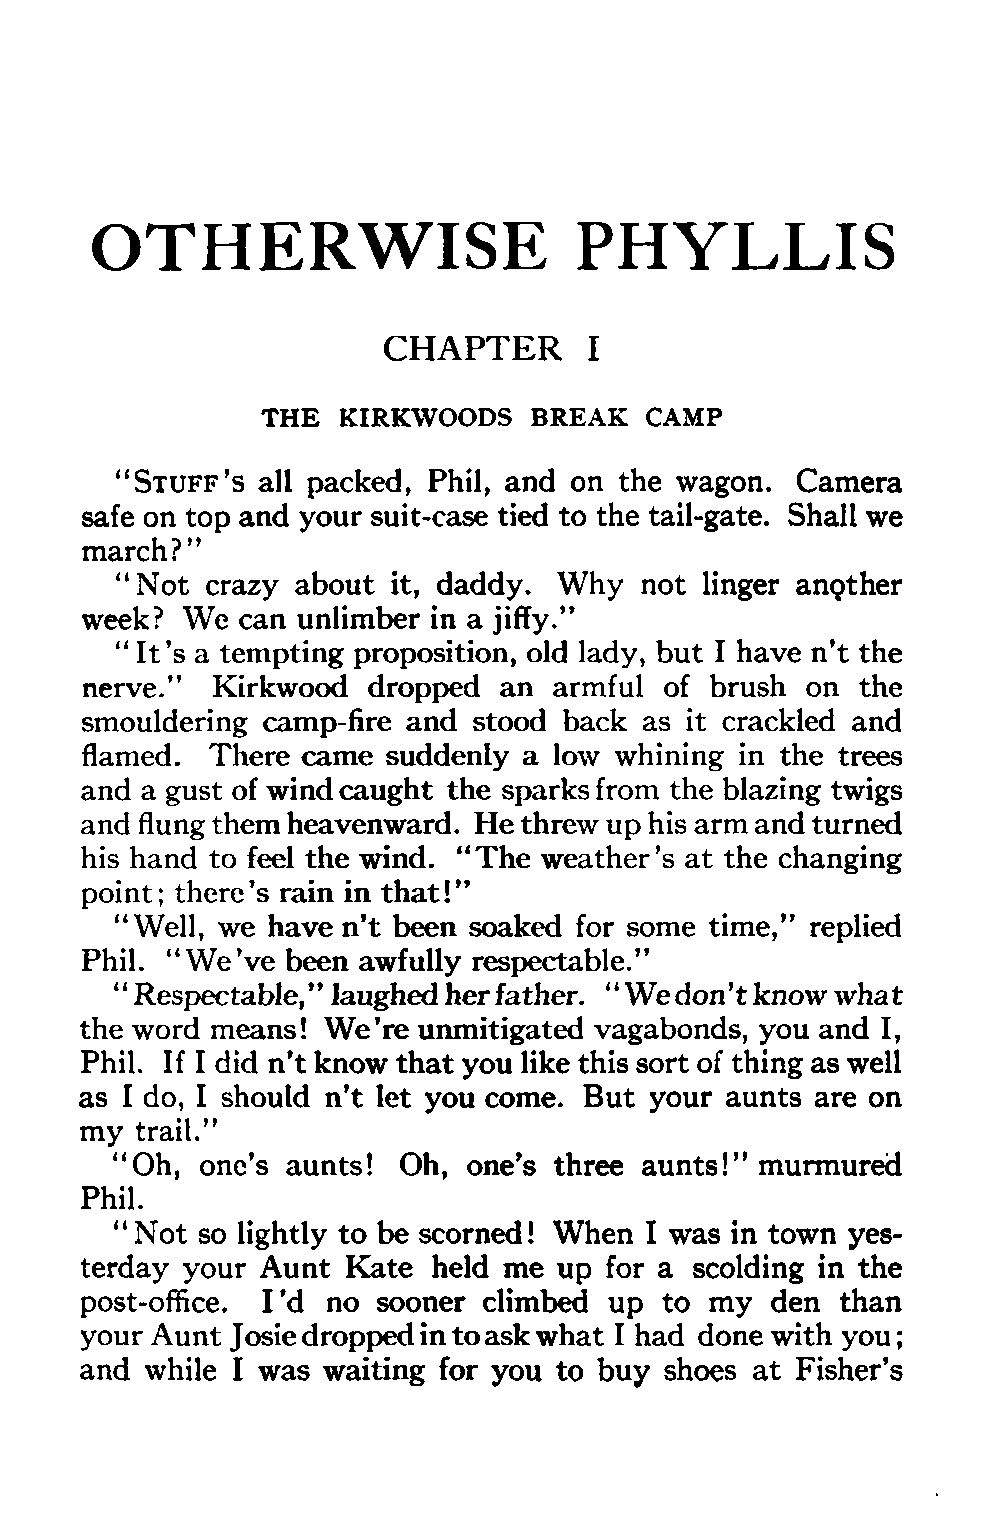 OTHERWISE PHYLLIS
CHAPTER I
THE KIRKWOODS BREAK CAMP
"STUFF's all packed, Phil, and on the wagon. Camera
safe on top and your suit-case tied to the tail-gate. Shall we
march?"
"Not crazy about it, daddy. Why not linger another
week? We can unlimber in a jiffy."
"It's a tempting proposition, old lady, but I have n't the
nerve." Kirkwood dropped an armful of brush on the
smouldering camp-fire and stood back as it crackled and
flamed. There came suddenly a low whining in the trees
and a gust of wind caught the sparks from the blazing twigs
and flung them heavenward. He threw up his arm and turned
his hand to feel the wind. "The weather's at the changing
point; there's rain in that!"
"Well, we have n't been soaked for some time," replied
Phil. "We've been awfully respectable."
"Respectable," laughed her father. "We don't know what
the word means! We're unmitigated vagabonds, you and I,
Phil. If I did n't know that you like this sort of thing as well
as I do, I should n't let you come. But your aunts are on
my trail."
"Oh, one's aunts! Oh, one's three aunts!" murmured
Phil.
"Not so lightly to be scorned! When I was in town yes-
terday your Aunt Kate held me up for a scolding in the
post-office. I'd no sooner climbed up to my den than
your Aunt Josie dropped in to ask what I had done with you;
and while I was waiting for you to buy shoes at Fisher's